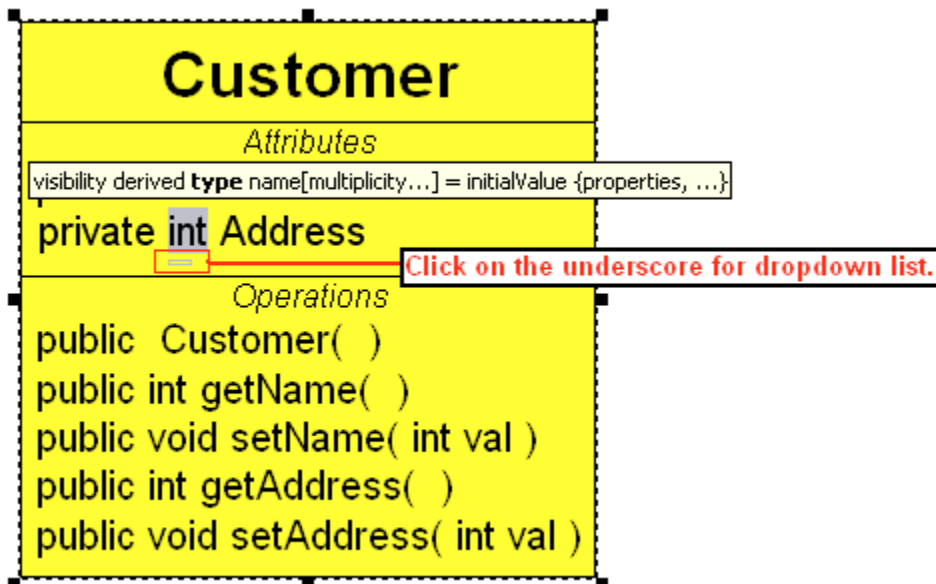 Customer
Attributes
visibility derived type name[multiplicity...] = initialValue {properties, ...}
private int Address
Click on the underscore for dropdown list.
Operations
public  Customer(  )
public int getName(  )
public void setName( int val )
public int getAddress(  )
public void setAddress( int val )